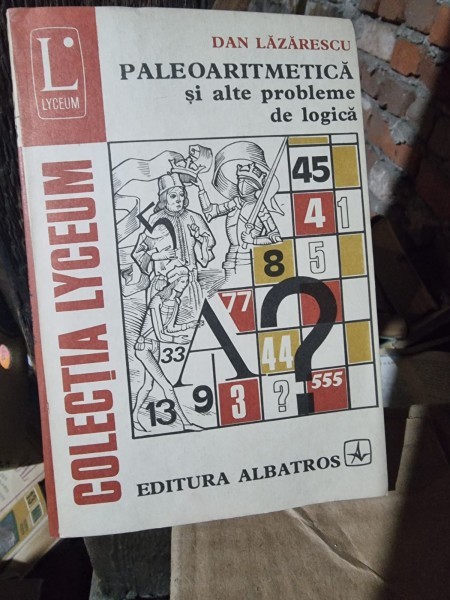 L
LYCEUM
DAN LĂZĂRESCU
PALEOARITMETICĂ
și alte probleme
de logică
COLECȚIA LYCEUM
45
4 1
8 5
77
33 A 44 ?
13 9 3 ? 555
EDITURA ALBATROS